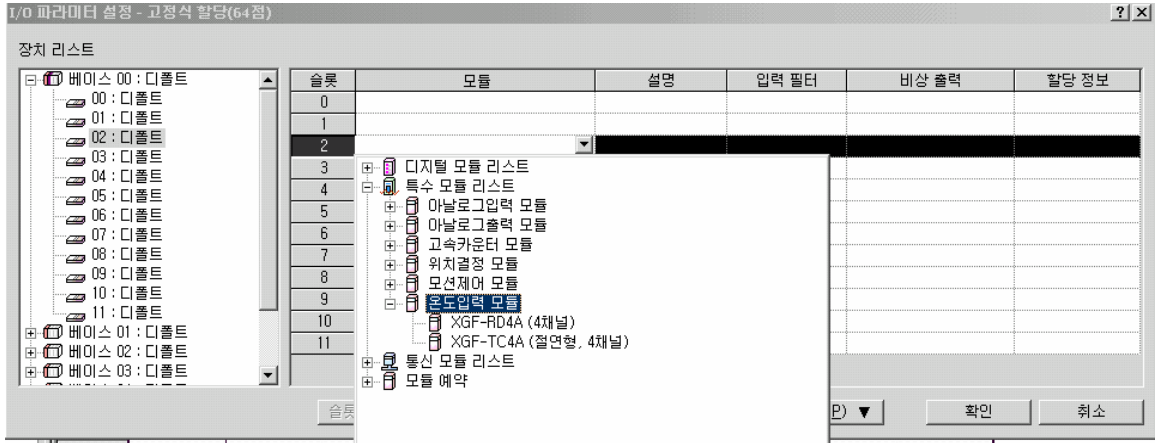 I/O 파라미터 설정 - 고정식 할당(64점)
장치 리스트
베이스 00 : 디폴트
00 : 디폴트
01 : 디폴트
02 : 디폴트
03 : 디폴트
04 : 디폴트
05 : 디폴트
06 : 디폴트
07 : 디폴트
08 : 디폴트
09 : 디폴트
10 : 디폴트
11 : 디폴트
베이스 01 : 디폴트
베이스 02 : 디폴트
베이스 03 : 디폴트
슬롯 모듈 설명 입력 필터 비상 출력 할당 정보
0
1
2
3
4
5
6
7
8
9
10
11
디지털 모듈 리스트
특수 모듈 리스트
아날로그입력 모듈
아날로그출력 모듈
고속카운터 모듈
위치결정 모듈
모션제어 모듈
온도입력 모듈
XGF-RD4A (4채널)
XGF-TC4A (절연형, 4채널)
통신 모듈 리스트
모듈 예약
슬롯 P) ▼ 확인 취소